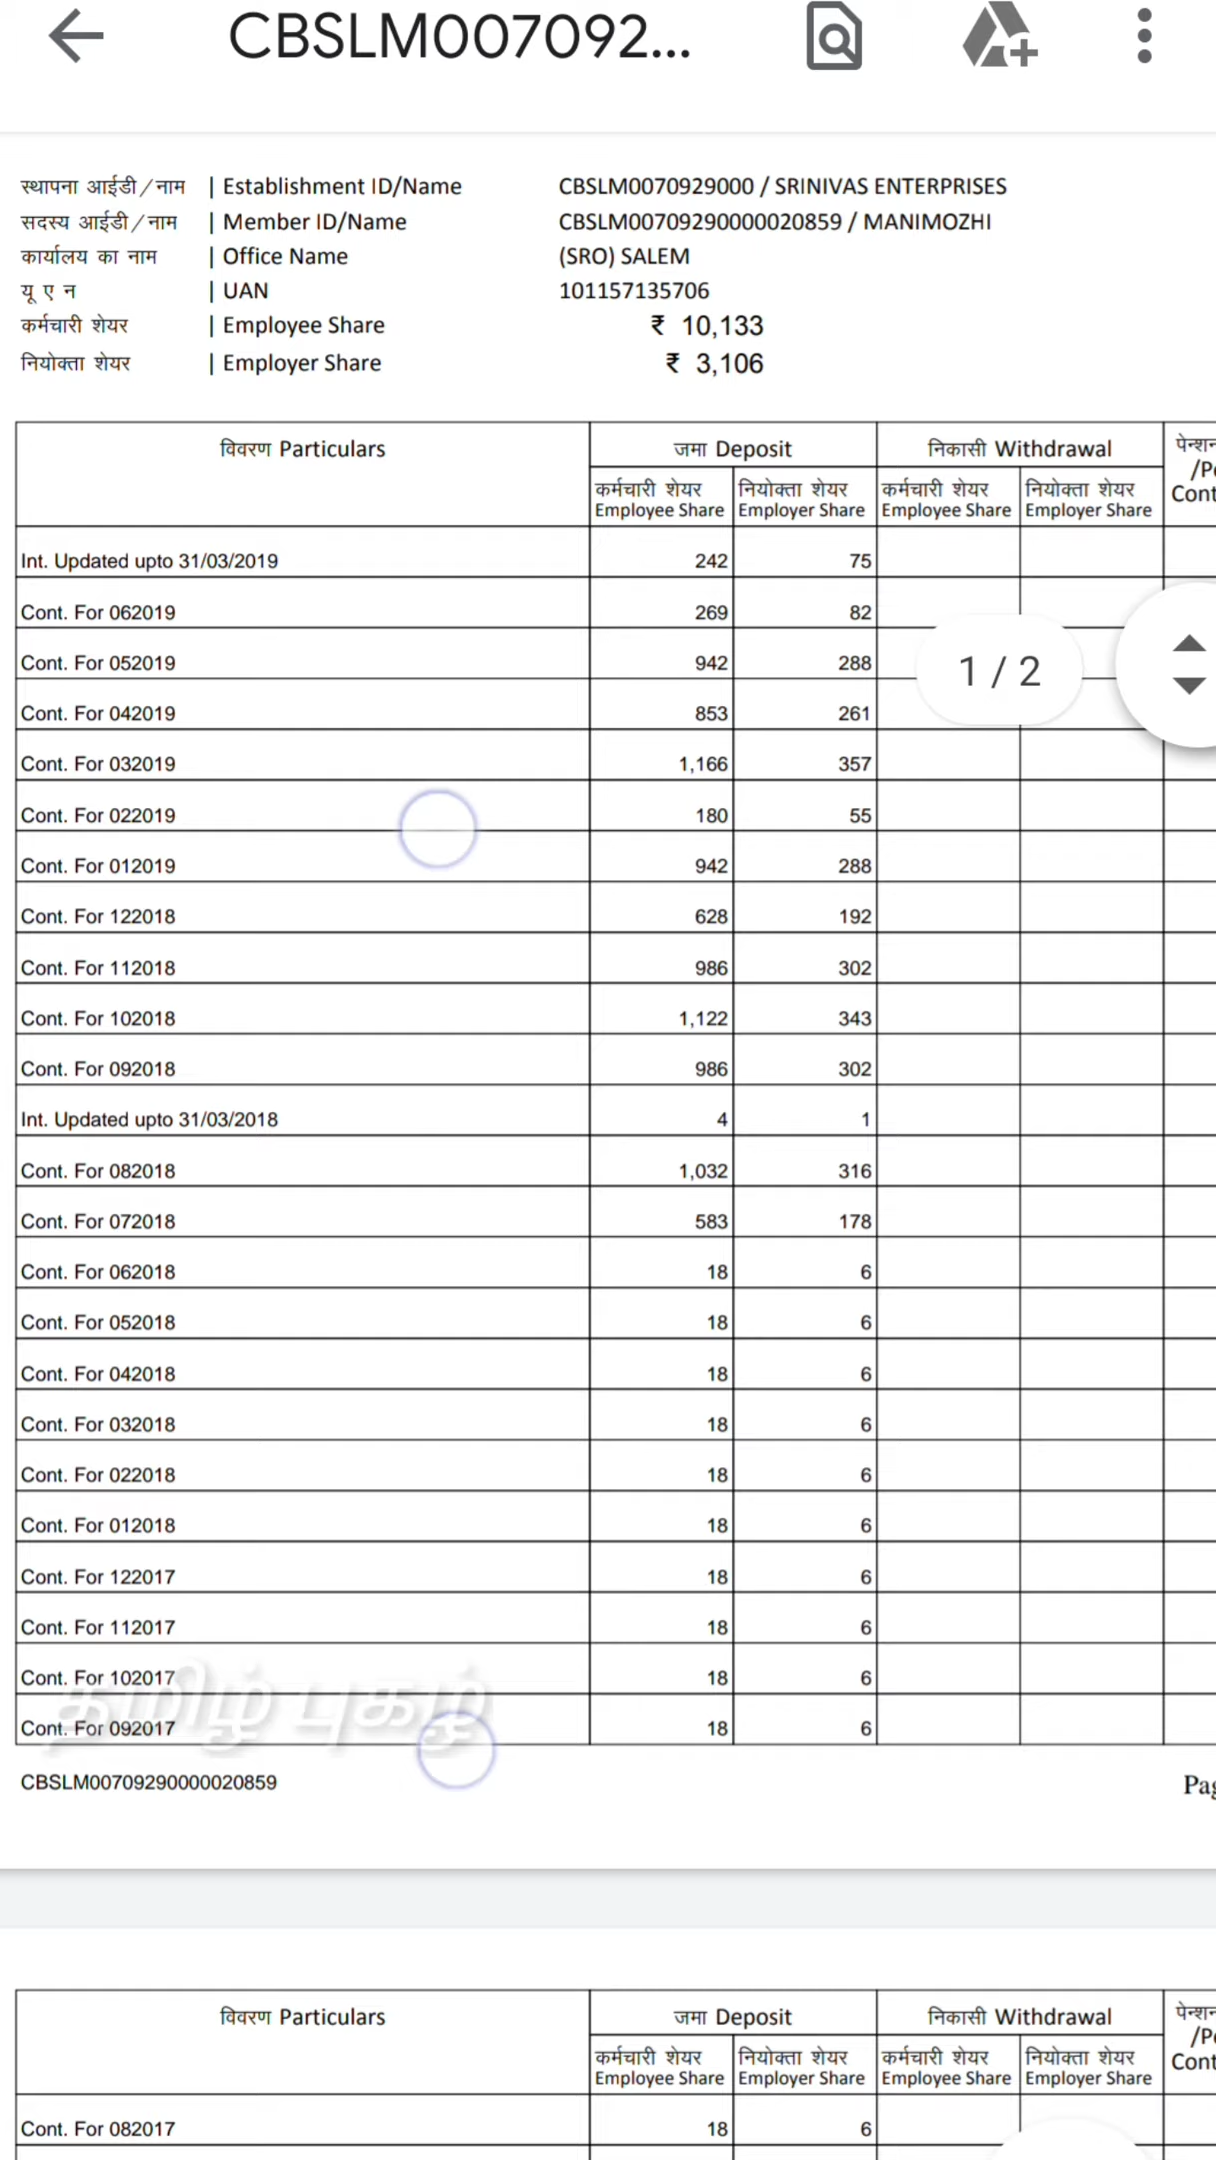 CBSLM007092...
स्थापना आईडी/नाम | Establishment ID/Name CBSLM0070929000 / SRINIVAS ENTERPRISES
सदस्य आईडी/नाम | Member ID/Name CBSLM00709290000020859 / MANIMOZHI
कार्यालय का नाम | Office Name (SRO) SALEM
यू ए न | UAN 101157135706
कर्मचारी शेयर | Employee Share ₹ 10,133
नियोक्ता शेयर | Employer Share ₹ 3,106
विवरण Particulars जमा Deposit निकासी Withdrawal पेन्शन
/Pe
कर्मचारी शेयर नियोक्ता शेयर कर्मचारी शेयर नियोक्ता शेयर Cont
Employee Share Employer Share Employee Share Employer Share
Int. Updated upto 31/03/2019 242 75
Cont. For 062019 269 82
Cont. For 052019 942 288
1 / 2
Cont. For 042019 853 261
Cont. For 032019 1,166 357
Cont. For 022019 180 55
Cont. For 012019 942 288
Cont. For 122018 628 192
Cont. For 112018 986 302
Cont. For 102018 1,122 343
Cont. For 092018 986 302
Int. Updated upto 31/03/2018 4 1
Cont. For 082018 1,032 316
Cont. For 072018 583 178
Cont. For 062018 18 6
Cont. For 052018 18 6
Cont. For 042018 18 6
Cont. For 032018 18 6
Cont. For 022018 18 6
Cont. For 012018 18 6
Cont. For 122017 18 6
Cont. For 112017 18 6
Cont. For 102017 18 6
தமிழ் புகழ்
Cont. For 092017 18 6
CBSLM00709290000020859 Pag
विवरण Particulars जमा Deposit निकासी Withdrawal पेन्शन
/Pe
कर्मचारी शेयर नियोक्ता शेयर कर्मचारी शेयर नियोक्ता शेयर Cont
Employee Share Employer Share Employee Share Employer Share
Cont. For 082017 18 6